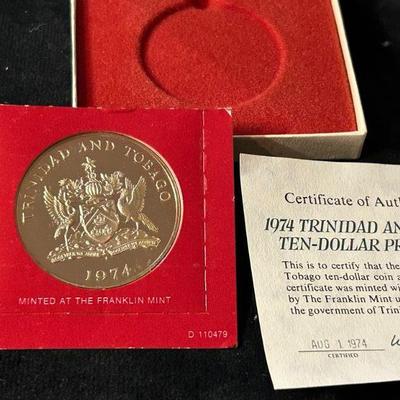 TRINIDAD AND TOBAGO
1974
MINTED AT THE FRANKLIN MINT
D 110479
Certificate of Auth
1974 TRINIDAD AN
TEN-DOLLAR PR
This is to certify that the
Tobago ten-dollar coin a
certificate was minted wi
by The Franklin Mint u
the government of Trini
AUG 1 1974
CERTIFIED